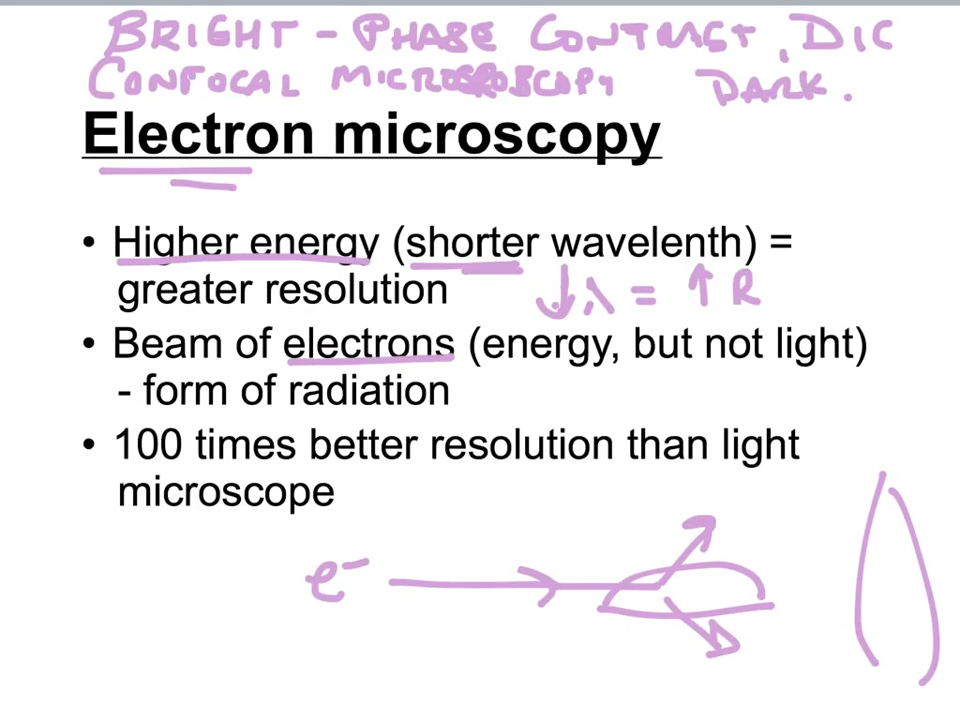 BRIGHT - PHASE CONTRAST, DIC
CONFOCAL MICROSCOPY DARK.
Electron microscopy
• Higher energy (shorter wavelenth) =
greater resolution ↓λ = ↑R
• Beam of electrons (energy, but not light)
- form of radiation
• 100 times better resolution than light
microscope
e⁻